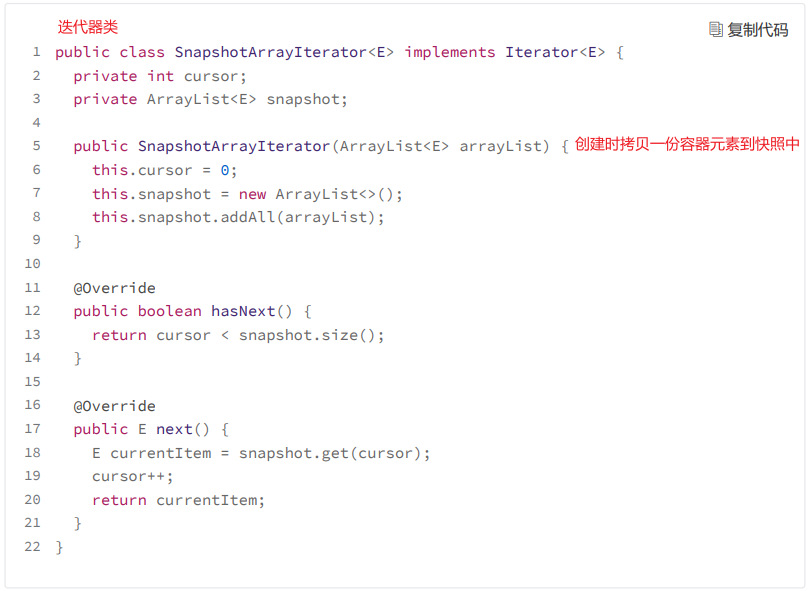 迭代器类
复制代码
1 public class SnapshotArrayIterator<E> implements Iterator<E> {
2   private int cursor;
3   private ArrayList<E> snapshot;
4
5   public SnapshotArrayIterator(ArrayList<E> arrayList) { 创建时拷贝一份容器元素到快照中
6     this.cursor = 0;
7     this.snapshot = new ArrayList<>();
8     this.snapshot.addAll(arrayList);
9   }
10
11   @Override
12   public boolean hasNext() {
13     return cursor < snapshot.size();
14   }
15
16   @Override
17   public E next() {
18     E currentItem = snapshot.get(cursor);
19     cursor++;
20     return currentItem;
21   }
22 }